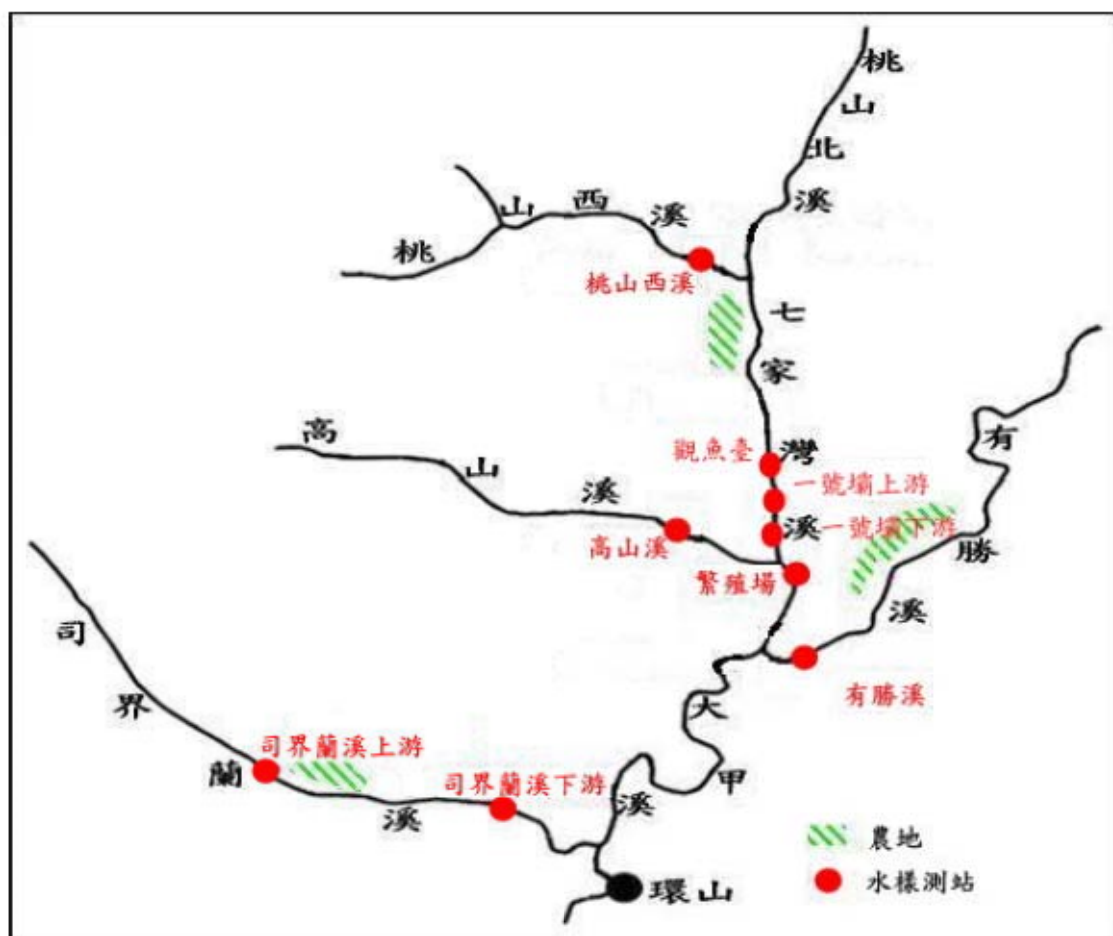 桃山北溪
桃山西溪
桃山西溪
七家灣溪
觀魚臺
一號壩上游
一號壩下游
高山溪
高山溪
繁殖場
有勝溪
有勝溪
大甲溪
司界蘭溪
司界蘭溪上游
司界蘭溪下游
農地
水樣測站
環山